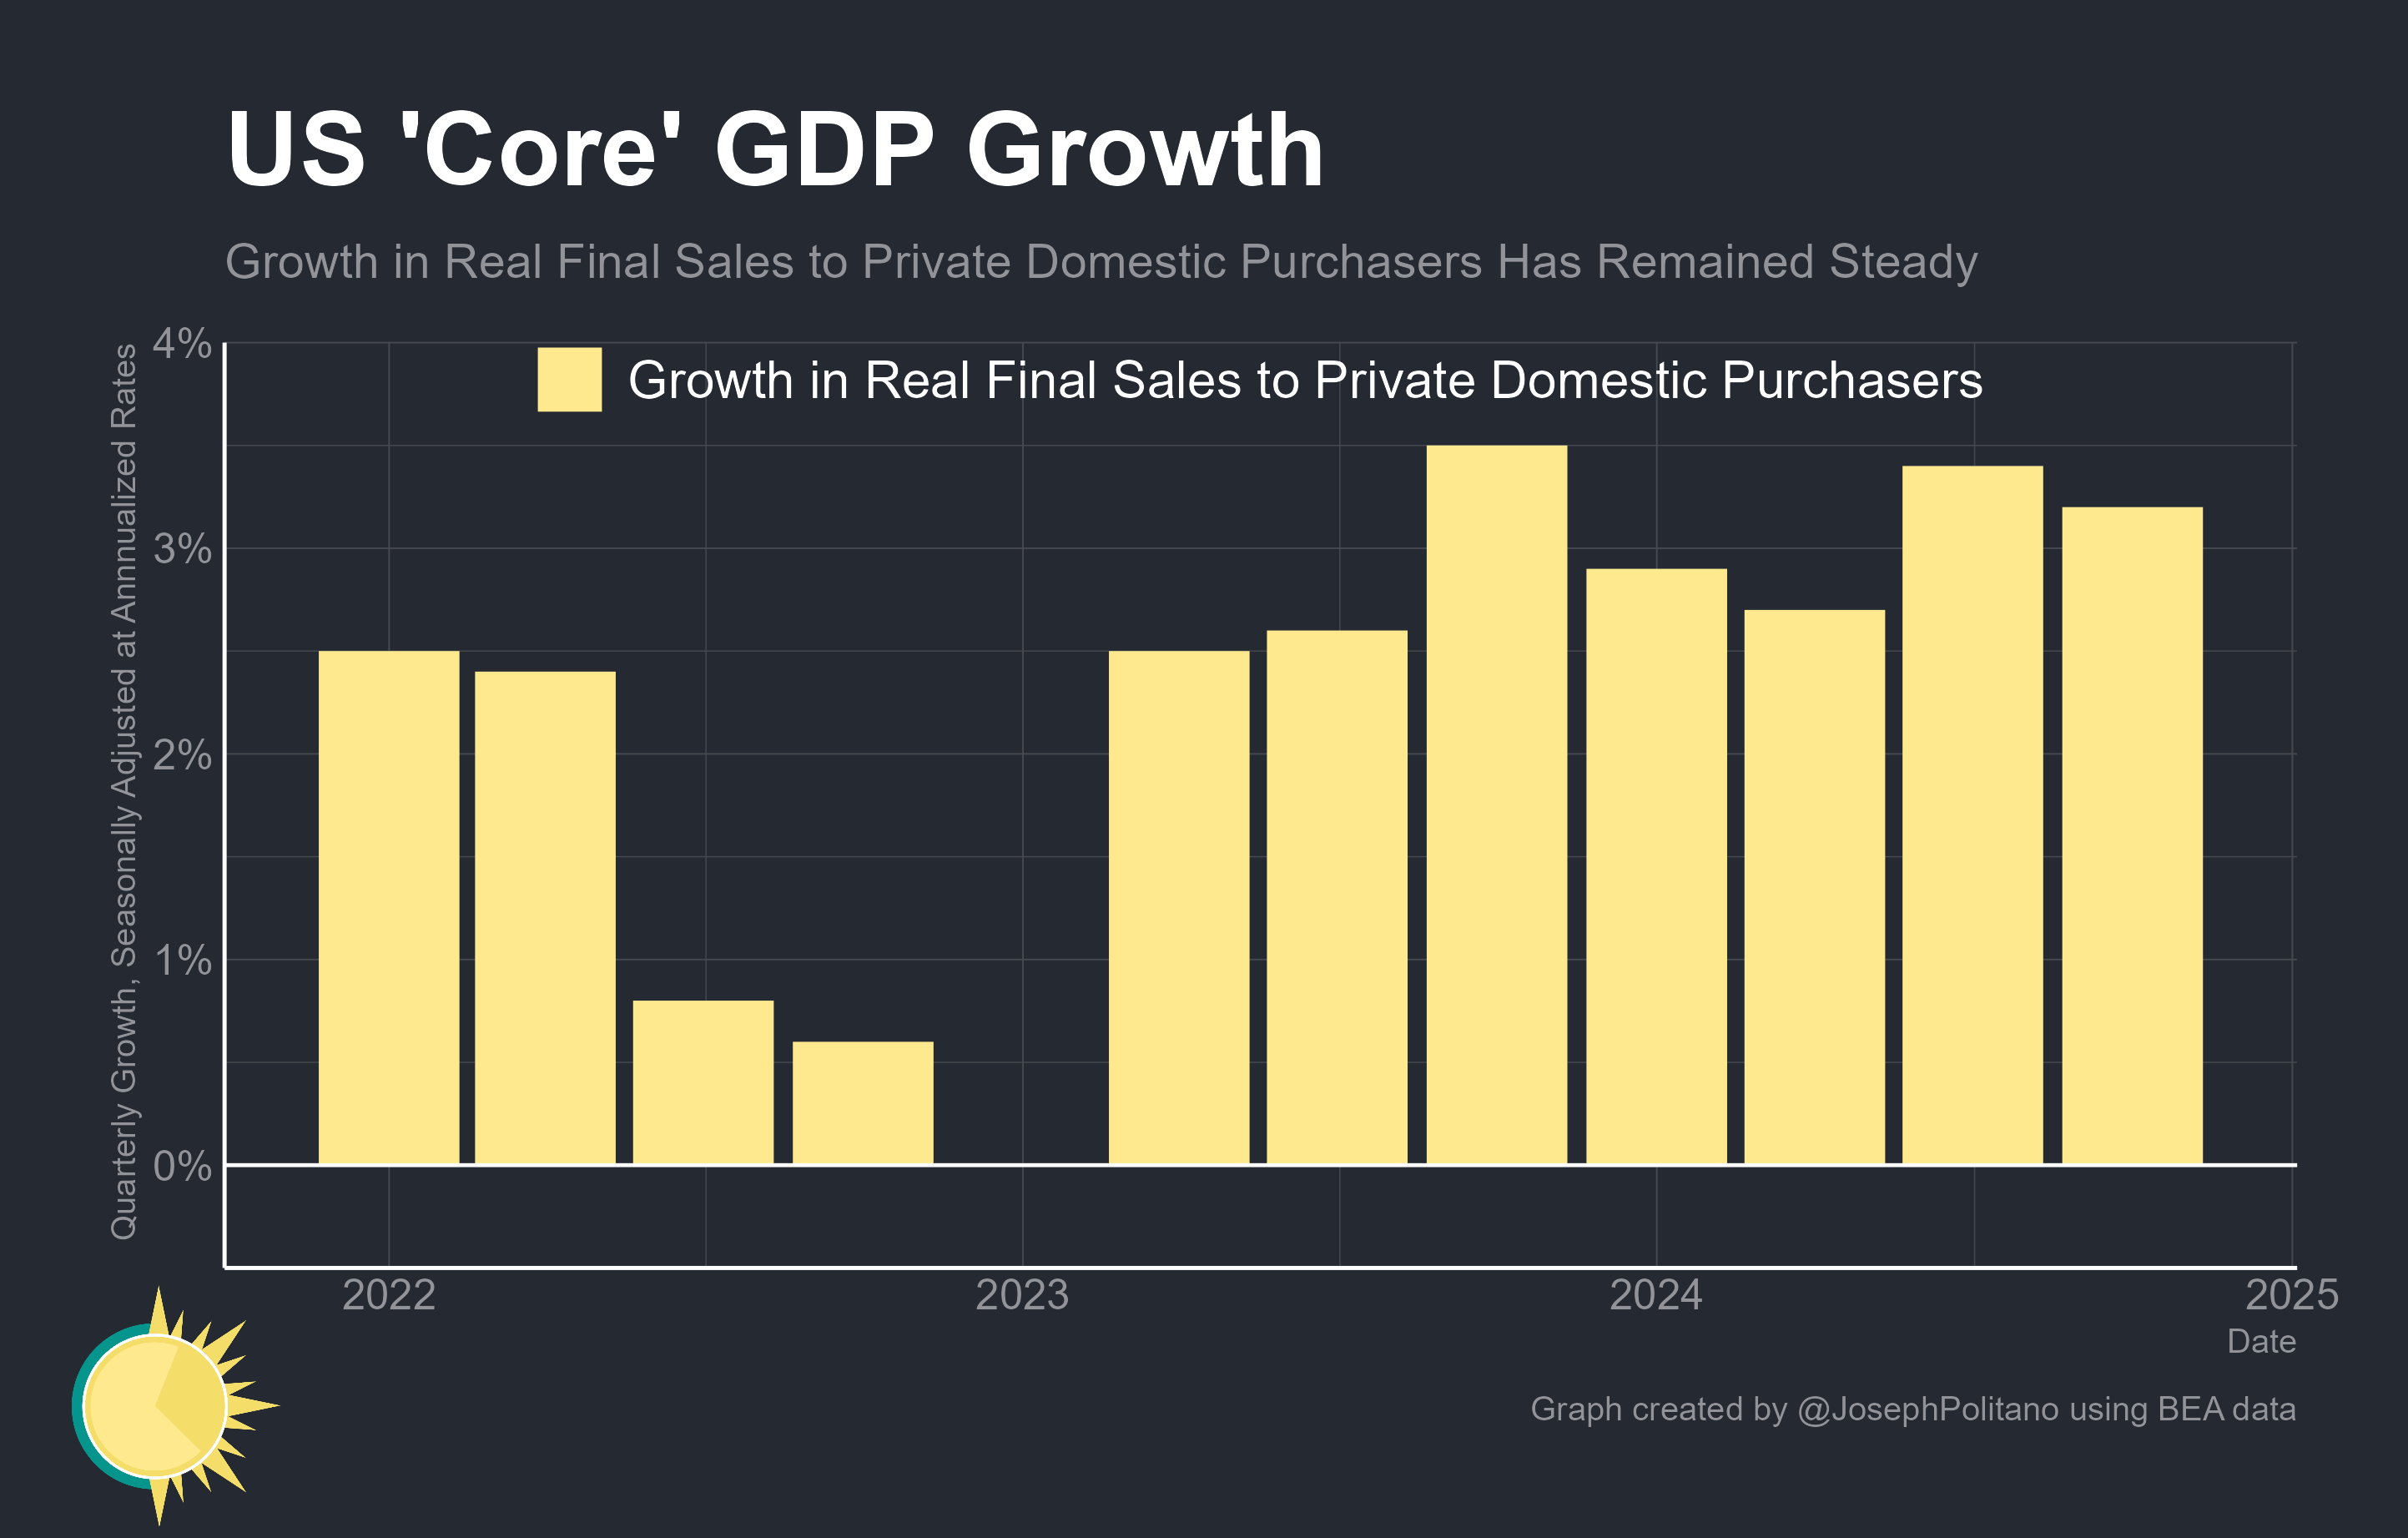 US 'Core' GDP Growth
Growth in Real Final Sales to Private Domestic Purchasers Has Remained Steady
Quarterly Growth, Seasonally Adjusted at Annualized Rates
4%
3%
2%
1%
0%
Growth in Real Final Sales to Private Domestic Purchasers
2022
2023
2024
2025
Date
Graph created by @JosephPolitano using BEA data